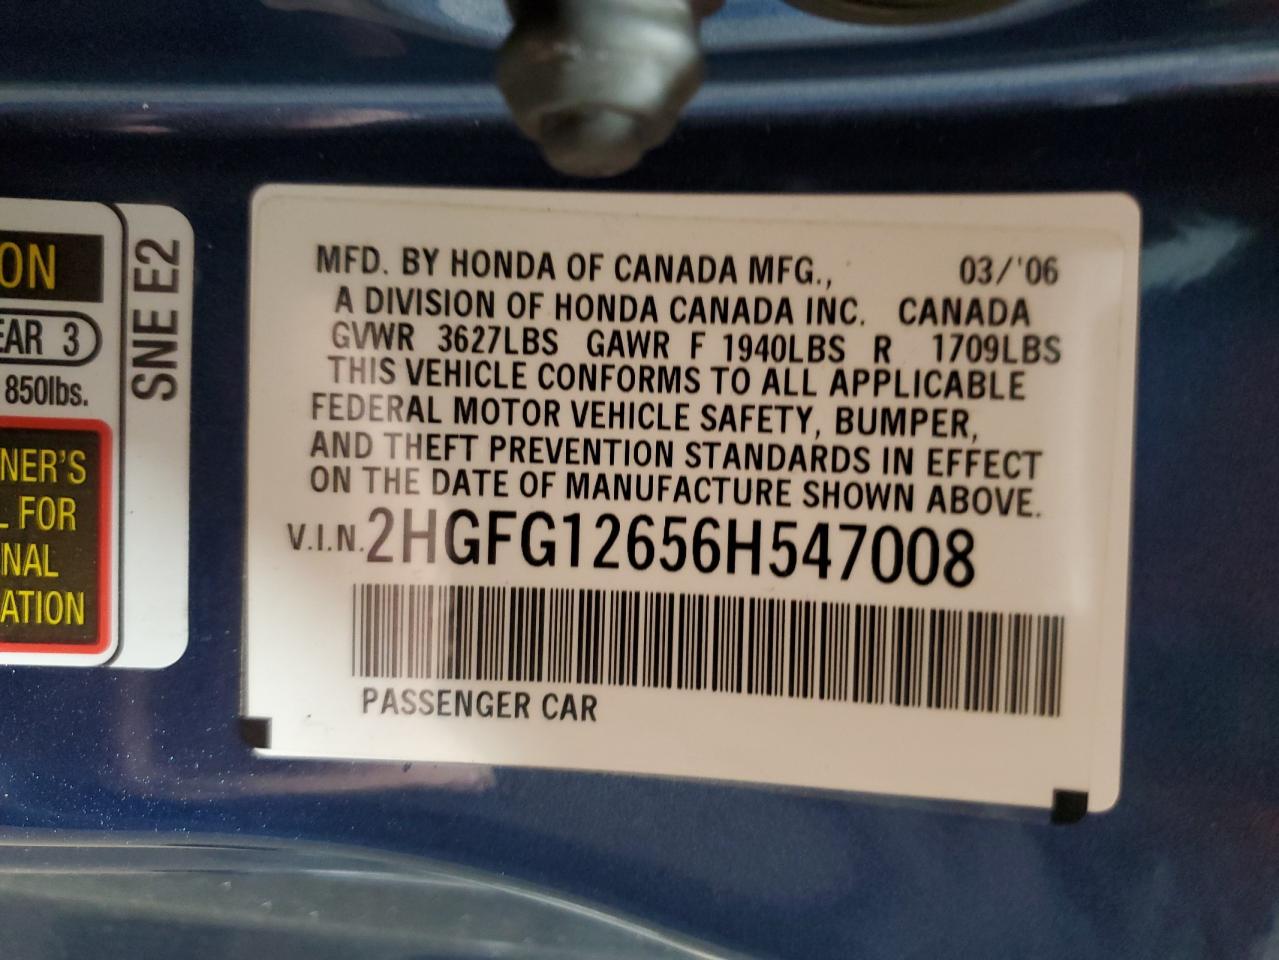 ON
EAR 3
850lbs.
NER'S
L FOR
NAL
ATION
SNE E2
MFD. BY HONDA OF CANADA MFG., 03/'06
A DIVISION OF HONDA CANADA INC. CANADA
GVWR 3627LBS GAWR F 1940LBS R 1709LBS
THIS VEHICLE CONFORMS TO ALL APPLICABLE
FEDERAL MOTOR VEHICLE SAFETY, BUMPER,
AND THEFT PREVENTION STANDARDS IN EFFECT
ON THE DATE OF MANUFACTURE SHOWN ABOVE.
V.I.N. 2HGFG12656H547008
PASSENGER CAR